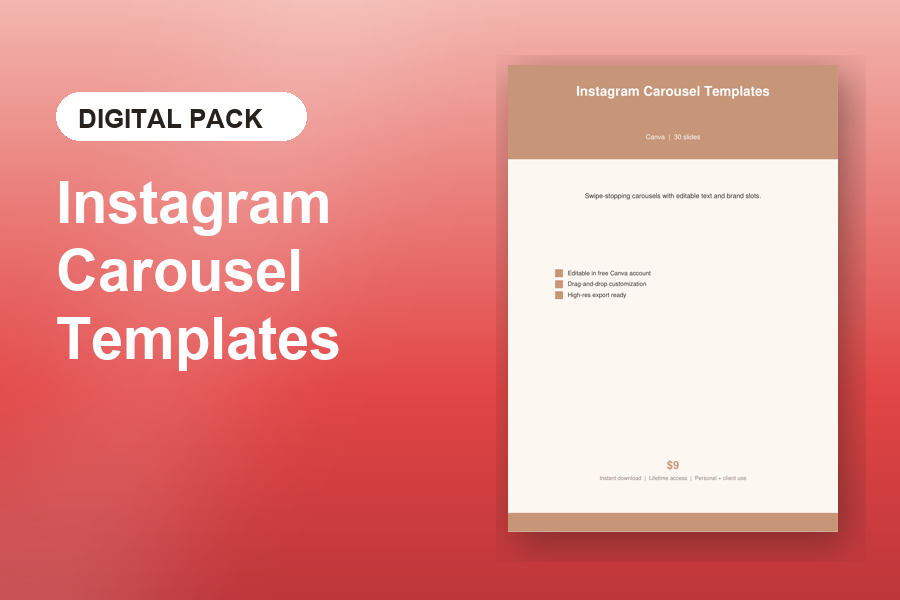 DIGITAL PACK
Instagram
Carousel
Templates
Instagram Carousel Templates
Canva | 30 slides
Swipe-stopping carousels with editable text and brand slots.
Editable in free Canva account
Drag-and-drop customization
High-res export ready
$9
Instant download | Lifetime access | Personal + client use